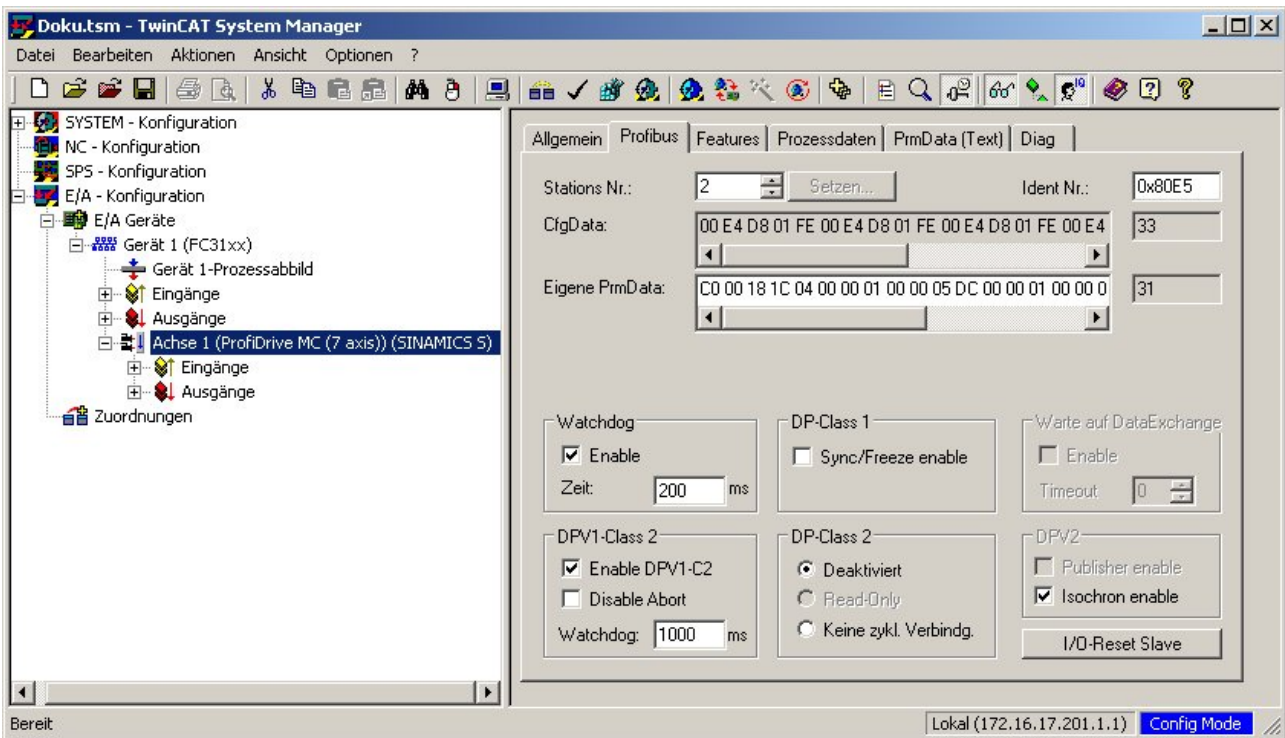 Doku.tsm - TwinCAT System Manager
Datei Bearbeiten Aktionen Ansicht Optionen ?
SYSTEM - Konfiguration
NC - Konfiguration
SPS - Konfiguration
E/A - Konfiguration
E/A Geräte
Gerät 1 (FC31xx)
Gerät 1-Prozessabbild
Eingänge
Ausgänge
Achse 1 (ProfiDrive MC (7 axis)) (SINAMICS S)
Eingänge
Ausgänge
Zuordnungen
Allgemein Profibus Features Prozessdaten PrmData (Text) Diag
Stations Nr.: 2 Setzen... Ident Nr.: 0x80E5
CfgData: 00 E4 D8 01 FE 00 E4 D8 01 FE 00 E4 D8 01 FE 00 E4 33
Eigene PrmData: C0 00 18 1C 04 00 00 01 00 00 05 DC 00 00 01 00 00 0 31
Watchdog
Enable
Zeit: 200 ms
DP-Class 1
Sync/Freeze enable
Warte auf DataExchange
Enable
Timeout 0
DPV1-Class 2
Enable DPV1-C2
Disable Abort
Watchdog: 1000 ms
DP-Class 2
Deaktiviert
Read-Only
Keine zykl. Verbindg.
DPV2
Publisher enable
Isochron enable
I/O-Reset Slave
Bereit Lokal (172.16.17.201.1.1) Config Mode